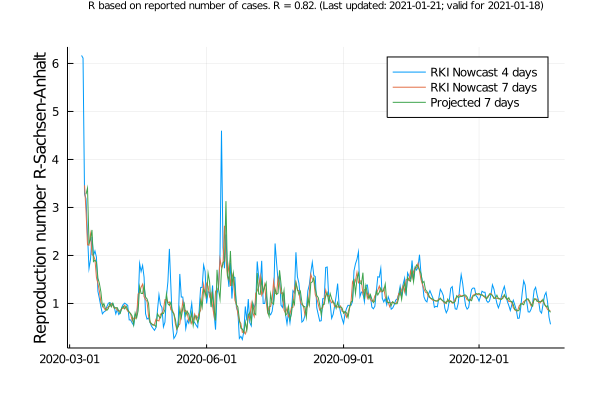 R based on reported number of cases. R = 0.82. (Last updated: 2021-01-21; valid for 2021-01-18)
Reproduction number R-Sachsen-Anhalt
6
5
4
3
2
1
RKI Nowcast 4 days
RKI Nowcast 7 days
Projected 7 days
2020-03-01
2020-06-01
2020-09-01
2020-12-01